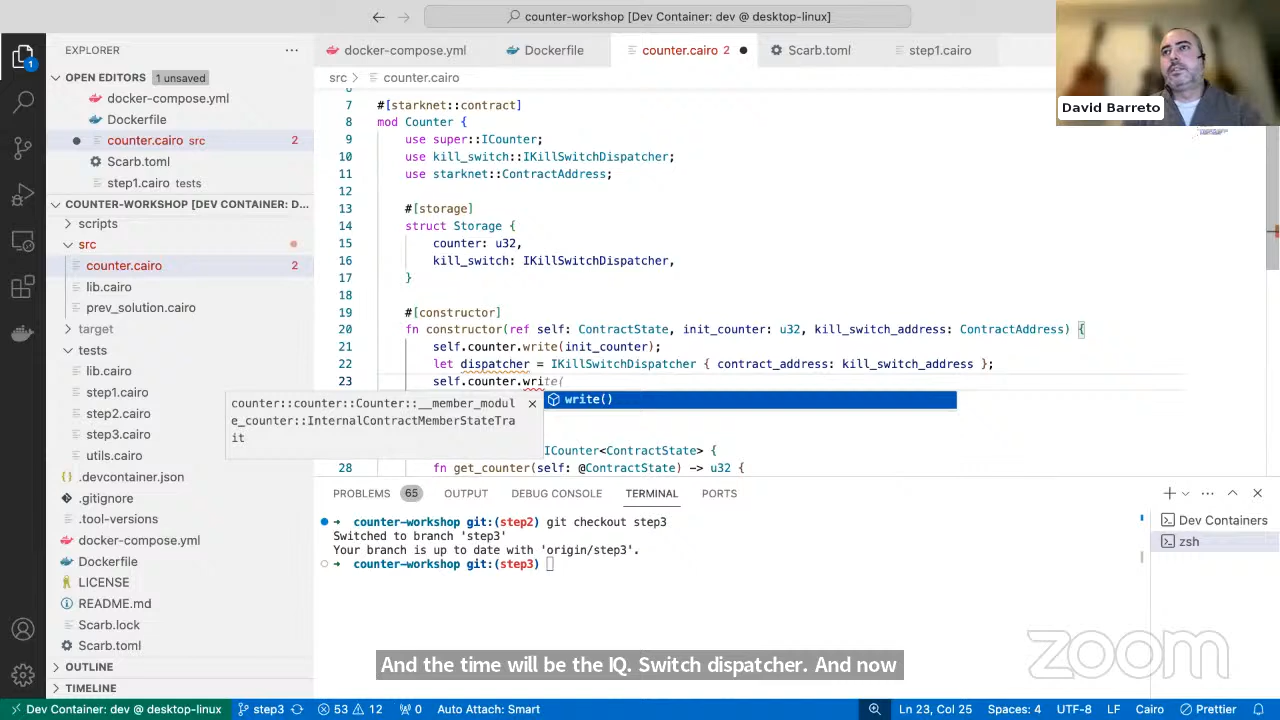 counter-workshop [Dev Container: dev @ desktop-linux]
David Barreto
EXPLORER
OPEN EDITORS 1 unsaved
docker-compose.yml
Dockerfile
counter.cairo src 2
Scarb.toml
step1.cairo tests
COUNTER-WORKSHOP [DEV CONTAINER: D...
scripts
src
counter.cairo 2
lib.cairo
prev_solution.cairo
target
tests
lib.cairo
step1.cairo
step2.cairo
step3.cairo
utils.cairo
.devcontainer.json
.gitignore
.tool-versions
docker-compose.yml
Dockerfile
LICENSE
README.md
Scarb.lock
Scarb.toml
OUTLINE
TIMELINE
docker-compose.yml Dockerfile counter.cairo 2 Scarb.toml step1.cairo
src counter.cairo
7 #[starknet::contract]
8 mod Counter {
9 use super::ICounter;
10 use kill_switch::IKillSwitchDispatcher;
11 use starknet::ContractAddress;
12
13 #[storage]
14 struct Storage {
15 counter: u32,
16 kill_switch: IKillSwitchDispatcher,
17 }
18
19 #[constructor]
20 fn constructor(ref self: ContractState, init_counter: u32, kill_switch_address: ContractAddress) {
21 self.counter.write(init_counter);
22 let dispatcher = IKillSwitchDispatcher { contract_address: kill_switch_address };
23 self.counter.write(
write()
counter::counter::Counter::__member_modul
e_counter::InternalContractMemberStateTra
it
ICounter<ContractState> {
28 fn get_counter(self: @ContractState) -> u32 {
PROBLEMS 65 OUTPUT DEBUG CONSOLE TERMINAL PORTS
counter-workshop git:(step2) git checkout step3
Switched to branch 'step3'
Your branch is up to date with 'origin/step3'.
counter-workshop git:(step3)
Dev Containers
zsh
And the time will be the IQ. Switch dispatcher. And now
zoom
Dev Container: dev @ desktop-linux step3 53 12 0 Auto Attach: Smart Ln 23, Col 25 Spaces: 4 UTF-8 LF Cairo Prettier